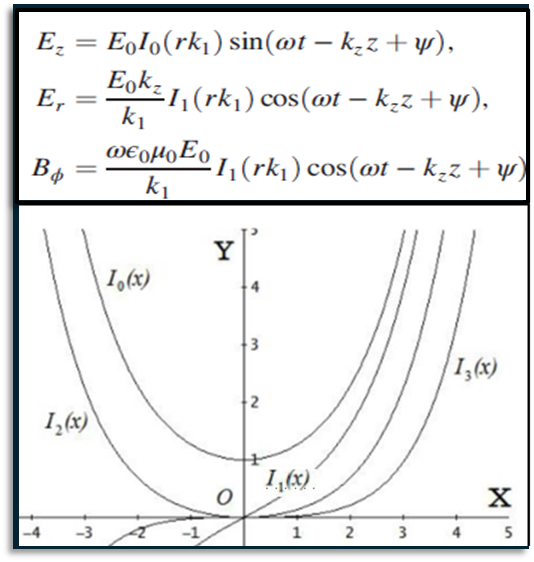 E_z = E_0 I_0(rk_1) sin(ωt − k_z z + ψ),
E_r = E_0 k_z / k_1 I_1(rk_1) cos(ωt − k_z z + ψ),
B_ϕ = ωϵ_0 μ_0 E_0 / k_1 I_1(rk_1) cos(ωt − k_z z + ψ)
Y
I_0(x)
4
3
I_3(x)
2
I_2(x)
1
I_1(x)
O
X
−4 −3 −2 −1 1 2 3 4 5